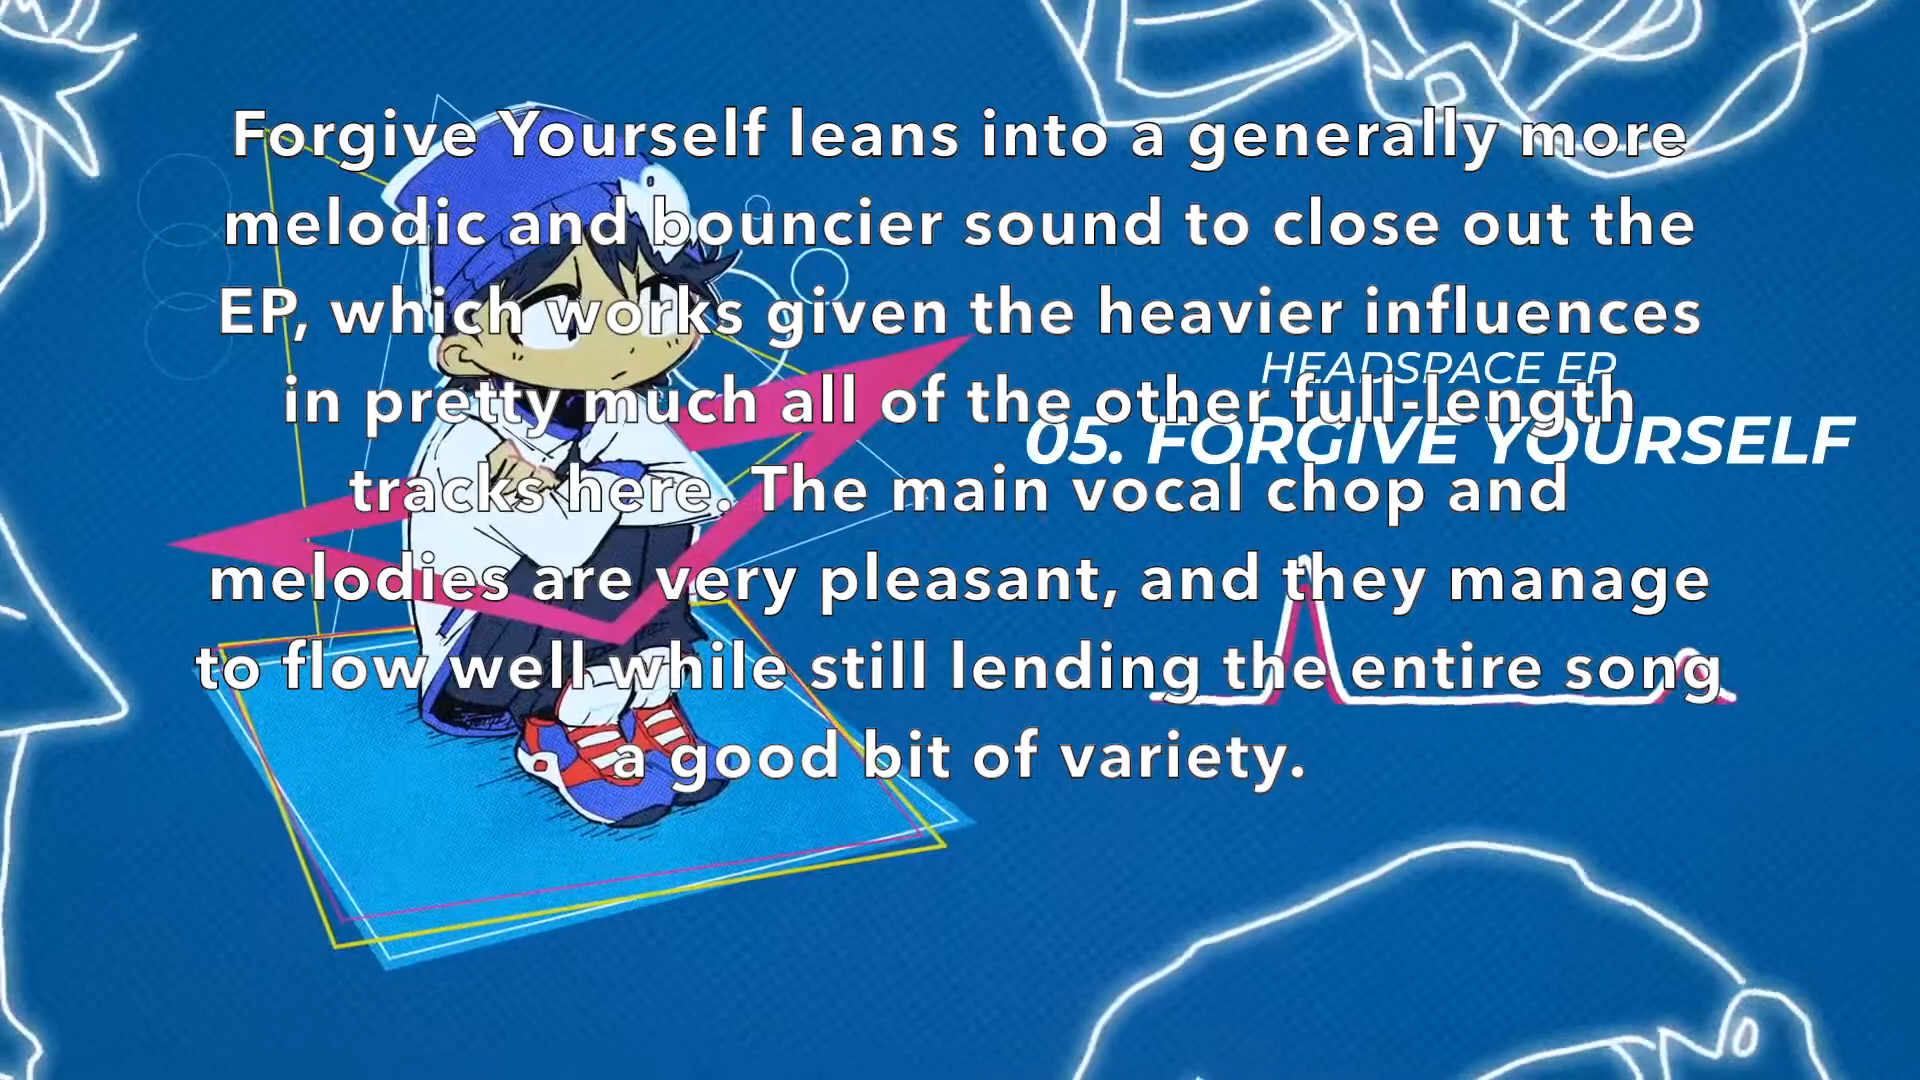 Forgive Yourself leans into a generally more
melodic and bouncier sound to close out the
EP, which works given the heavier influences
in pretty much all of the other full-length
tracks here. The main vocal chop and
melodies are very pleasant, and they manage
to flow well while still lending the entire song
a good bit of variety.
HEADSPACE EP
05. FORGIVE YOURSELF